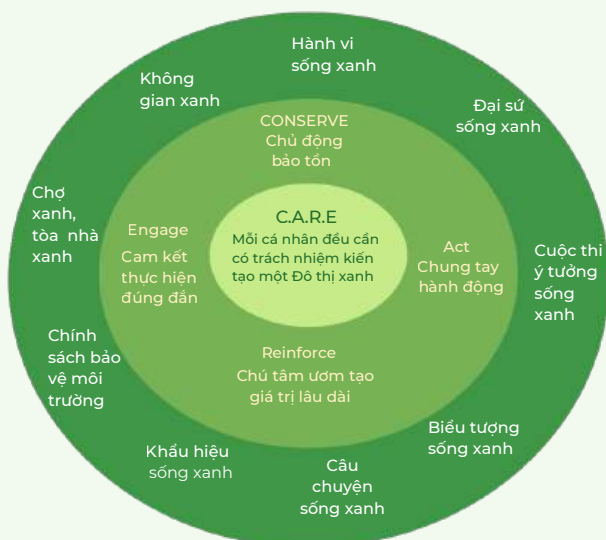 Hành vi
sống xanh
Không
gian xanh
Đại sứ
sống xanh
CONSERVE
Chủ động
bảo tồn
Chợ
xanh,
tòa nhà
xanh
C.A.R.E
Mỗi cá nhân đều cần
có trách nhiệm kiến
tạo một Đô thị xanh
Engage
Cam kết
thực hiện
đúng đắn
Act
Chung tay
hành động
Cuộc thi
ý tưởng
sống
xanh
Chính
sách bảo
vệ môi
trường
Reinforce
Chú tâm ươm tạo
giá trị lâu dài
Biểu tượng
sống xanh
Khẩu hiệu
sống xanh
Câu
chuyện
sống xanh